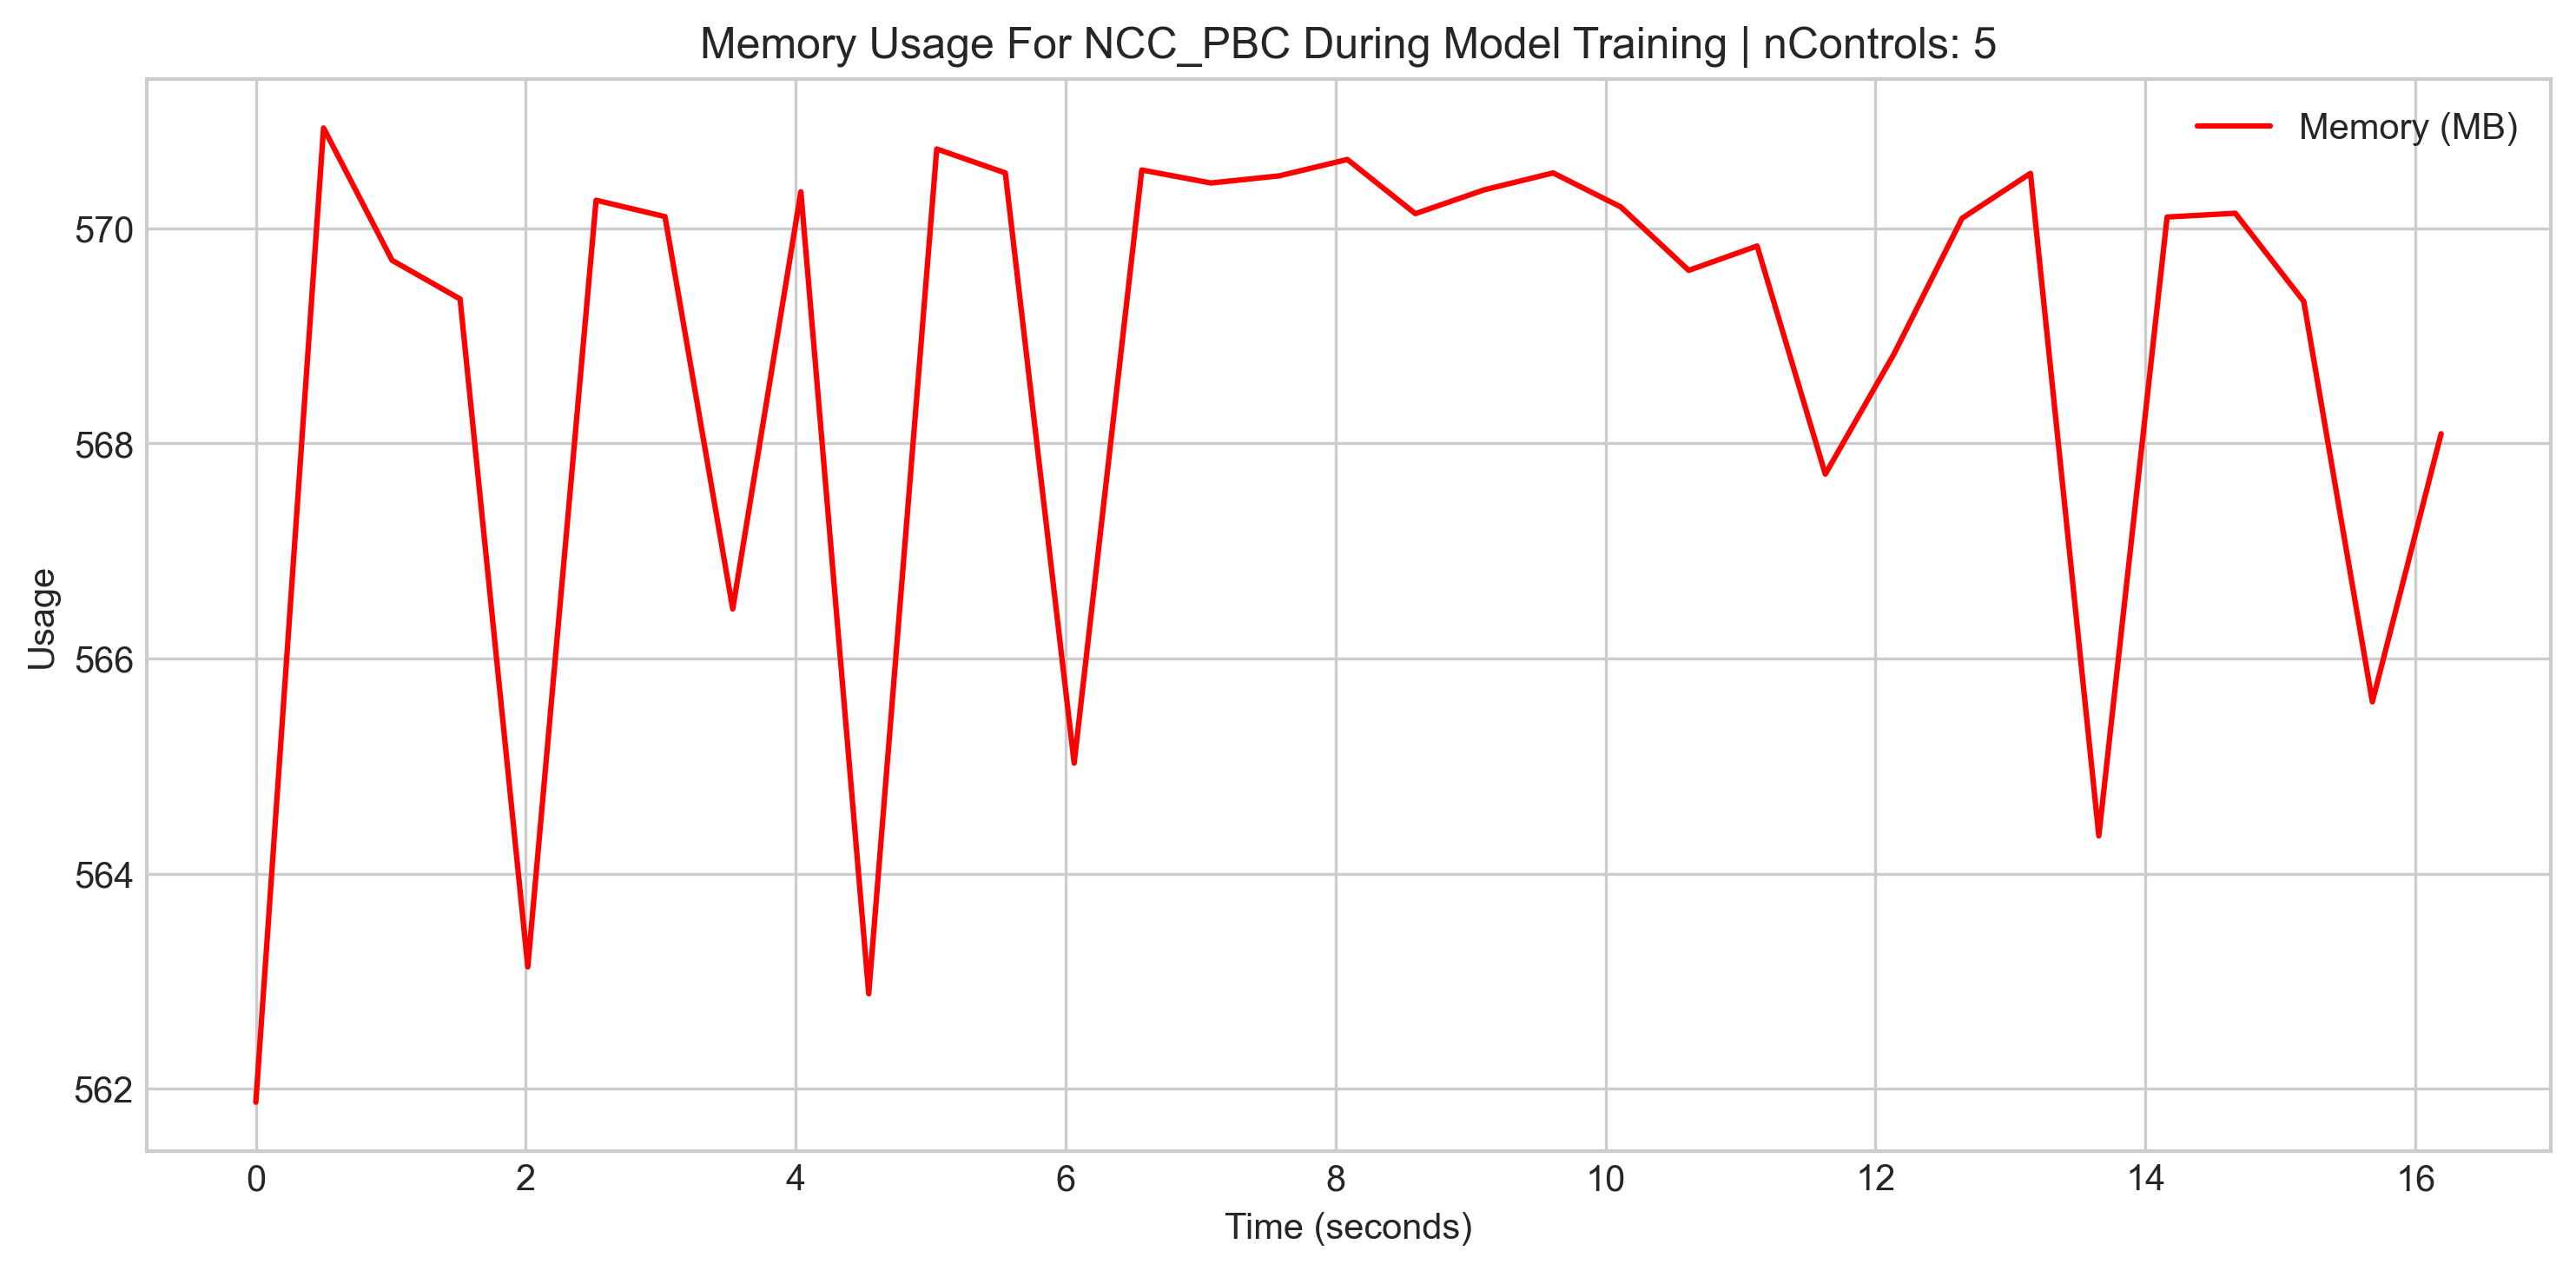 Memory Usage For NCC_PBC During Model Training | nControls: 5
Memory (MB)
570
568
566
564
562
Usage
0 2 4 6 8 10 12 14 16
Time (seconds)